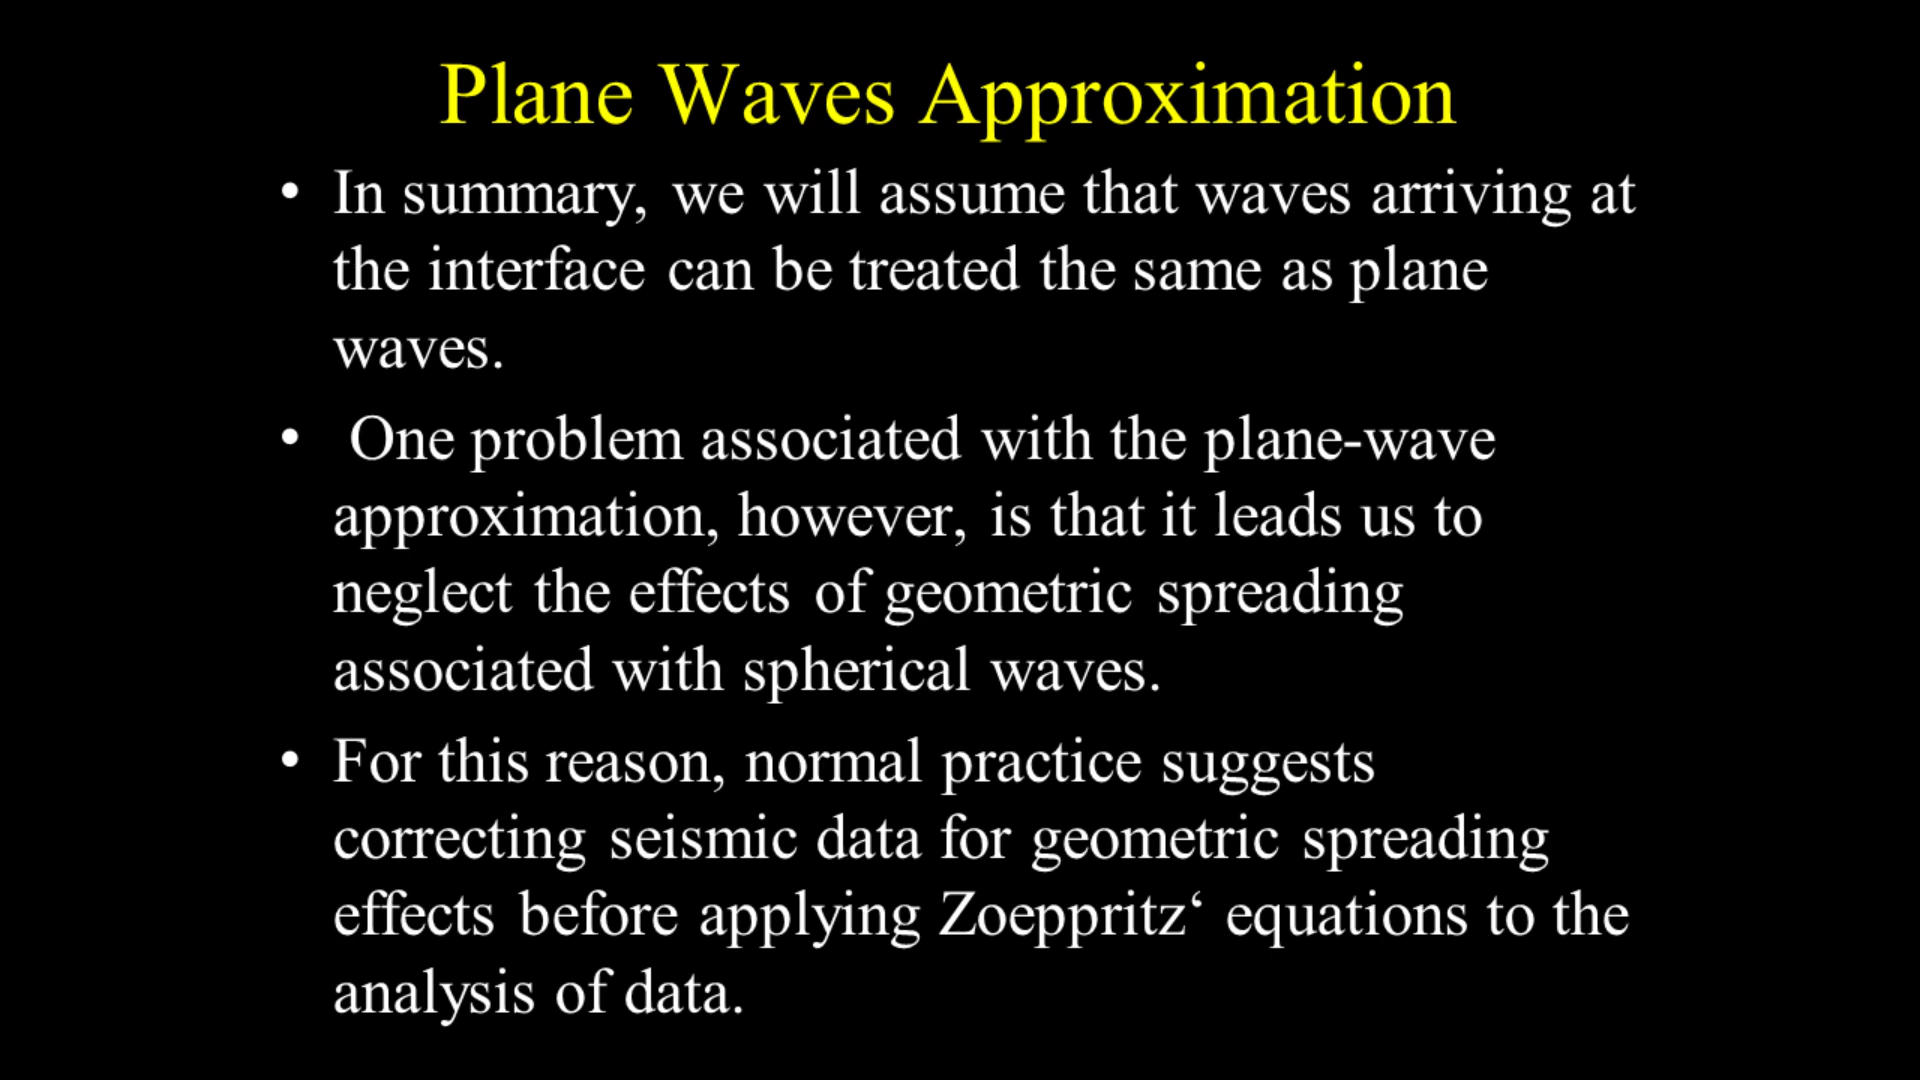 Plane Waves Approximation
• In summary, we will assume that waves arriving at
the interface can be treated the same as plane
waves.
• One problem associated with the plane-wave
approximation, however, is that it leads us to
neglect the effects of geometric spreading
associated with spherical waves.
• For this reason, normal practice suggests
correcting seismic data for geometric spreading
effects before applying Zoeppritz‘ equations to the
analysis of data.